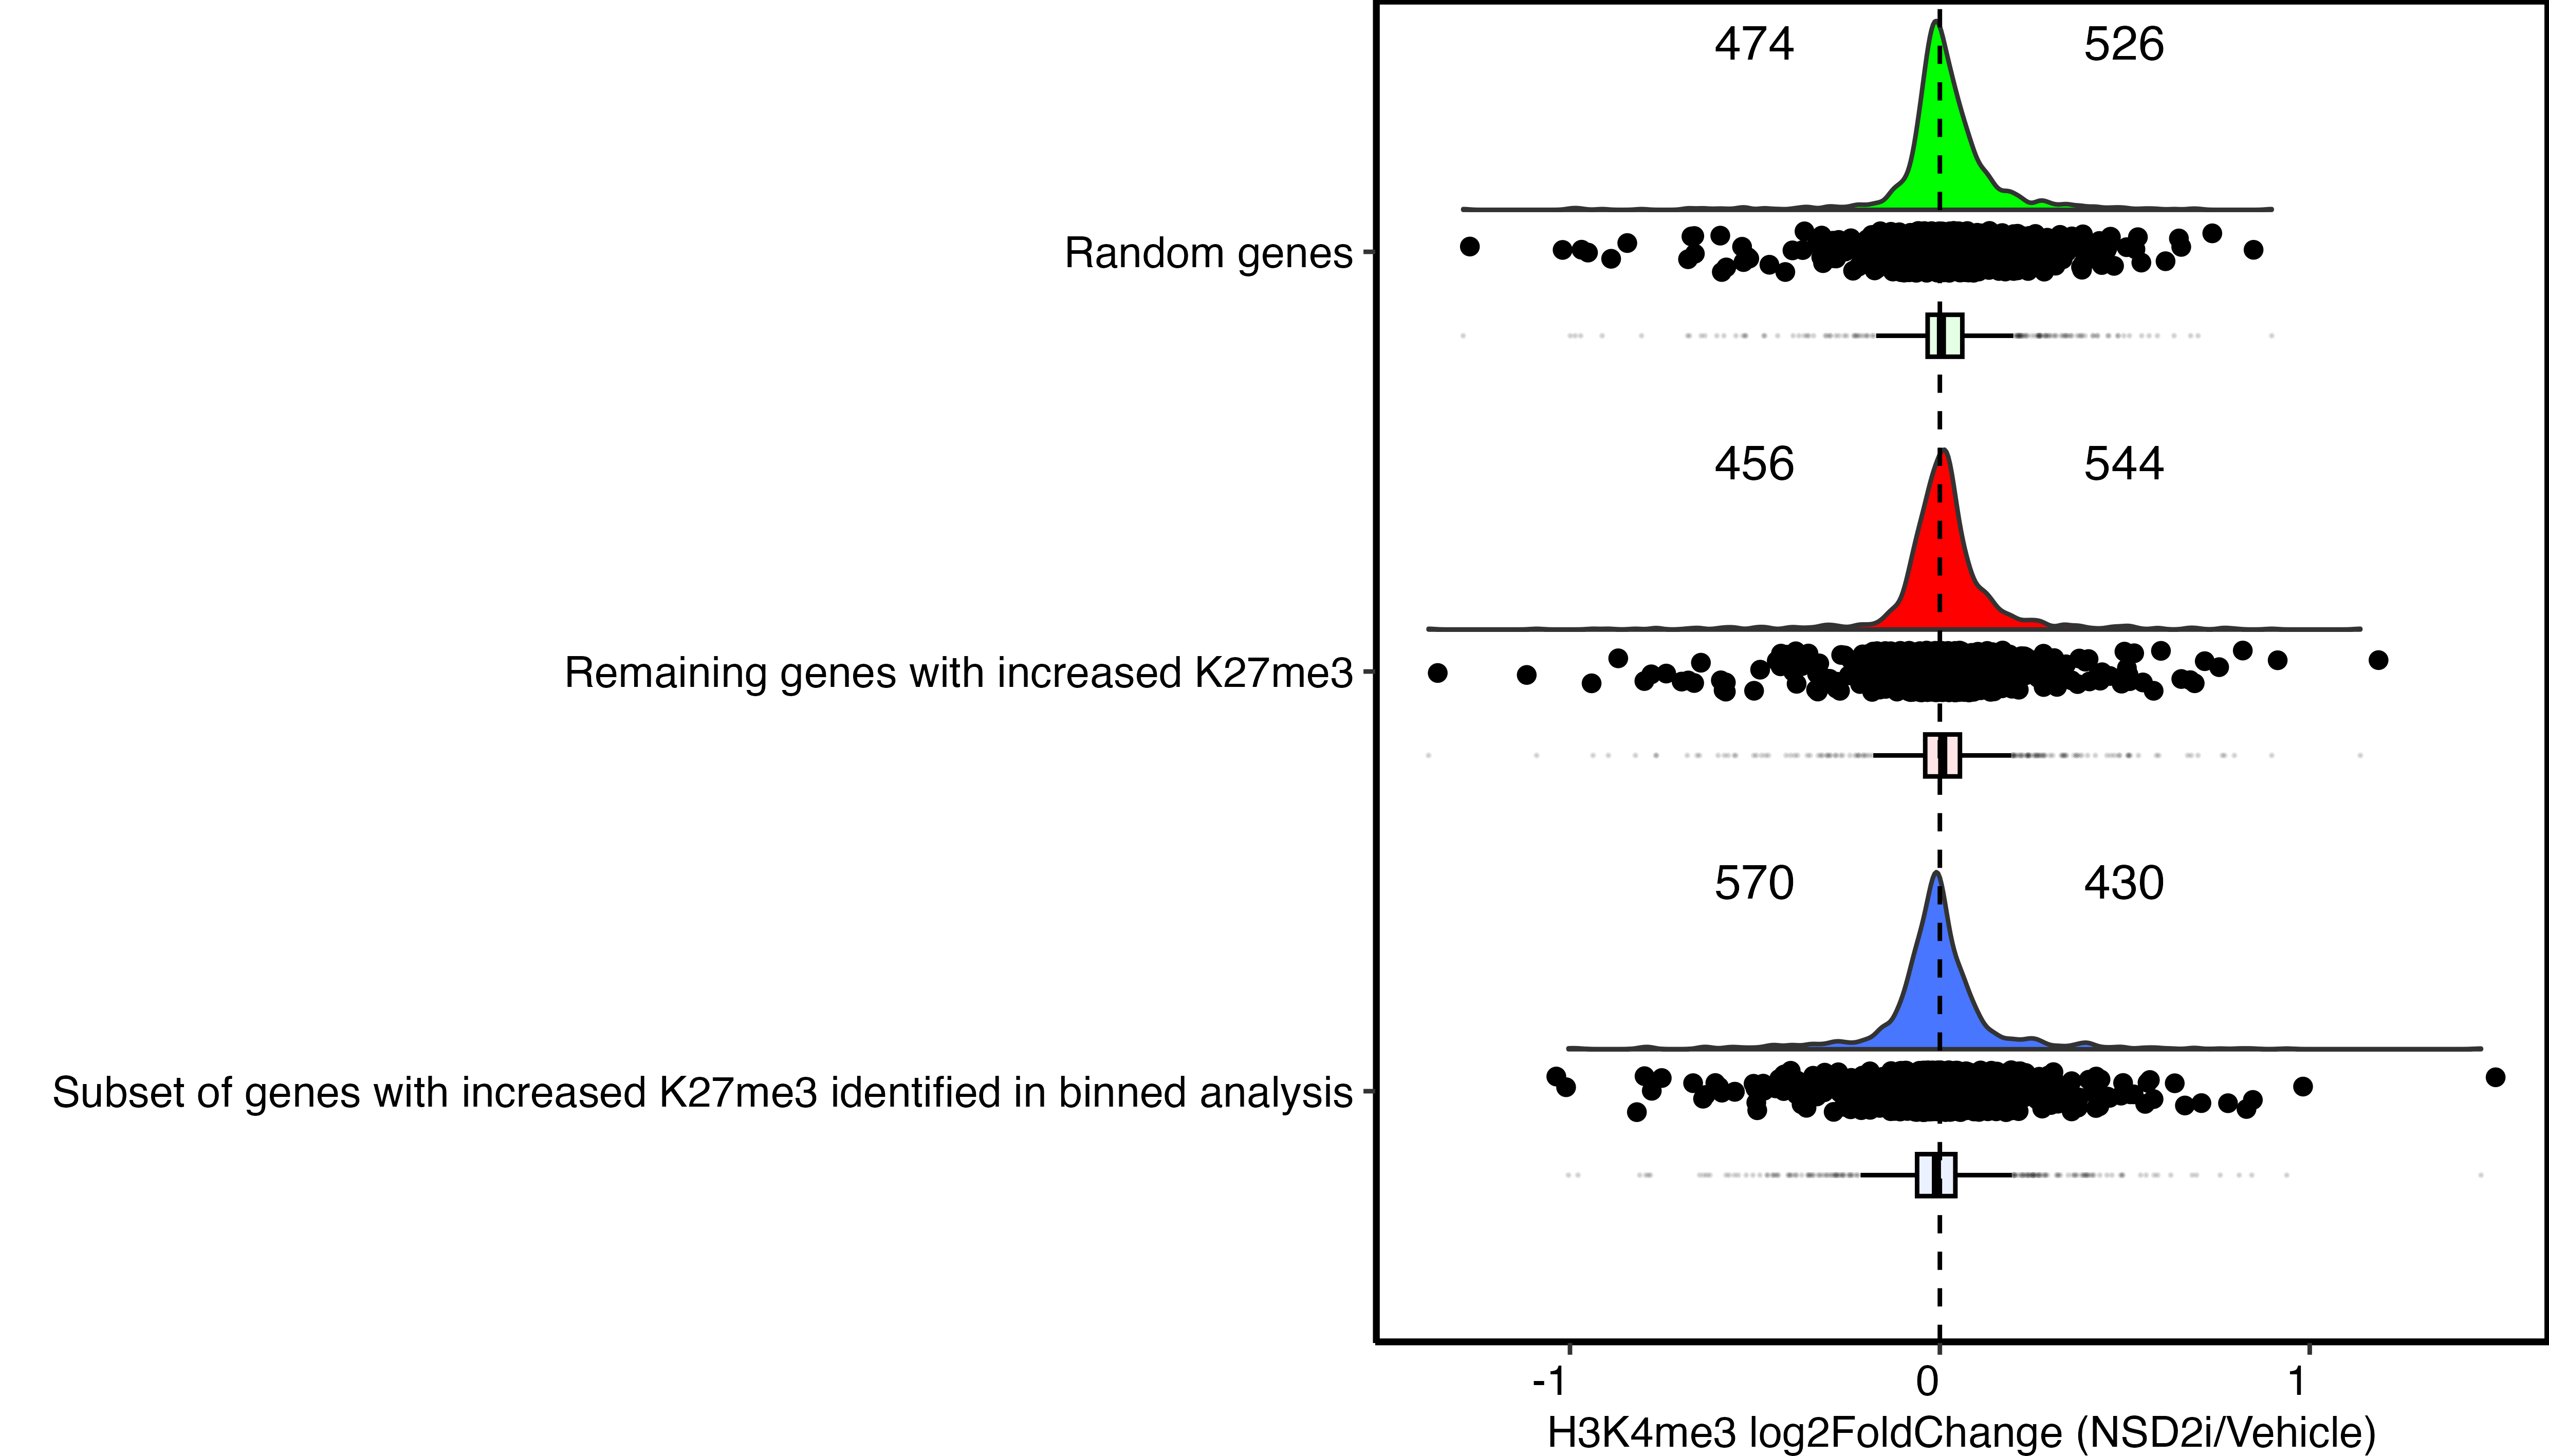 474 526
Random genes
456 544
Remaining genes with increased K27me3
570 430
Subset of genes with increased K27me3 identified in binned analysis
-1 0 1
H3K4me3 log2FoldChange (NSD2i/Vehicle)